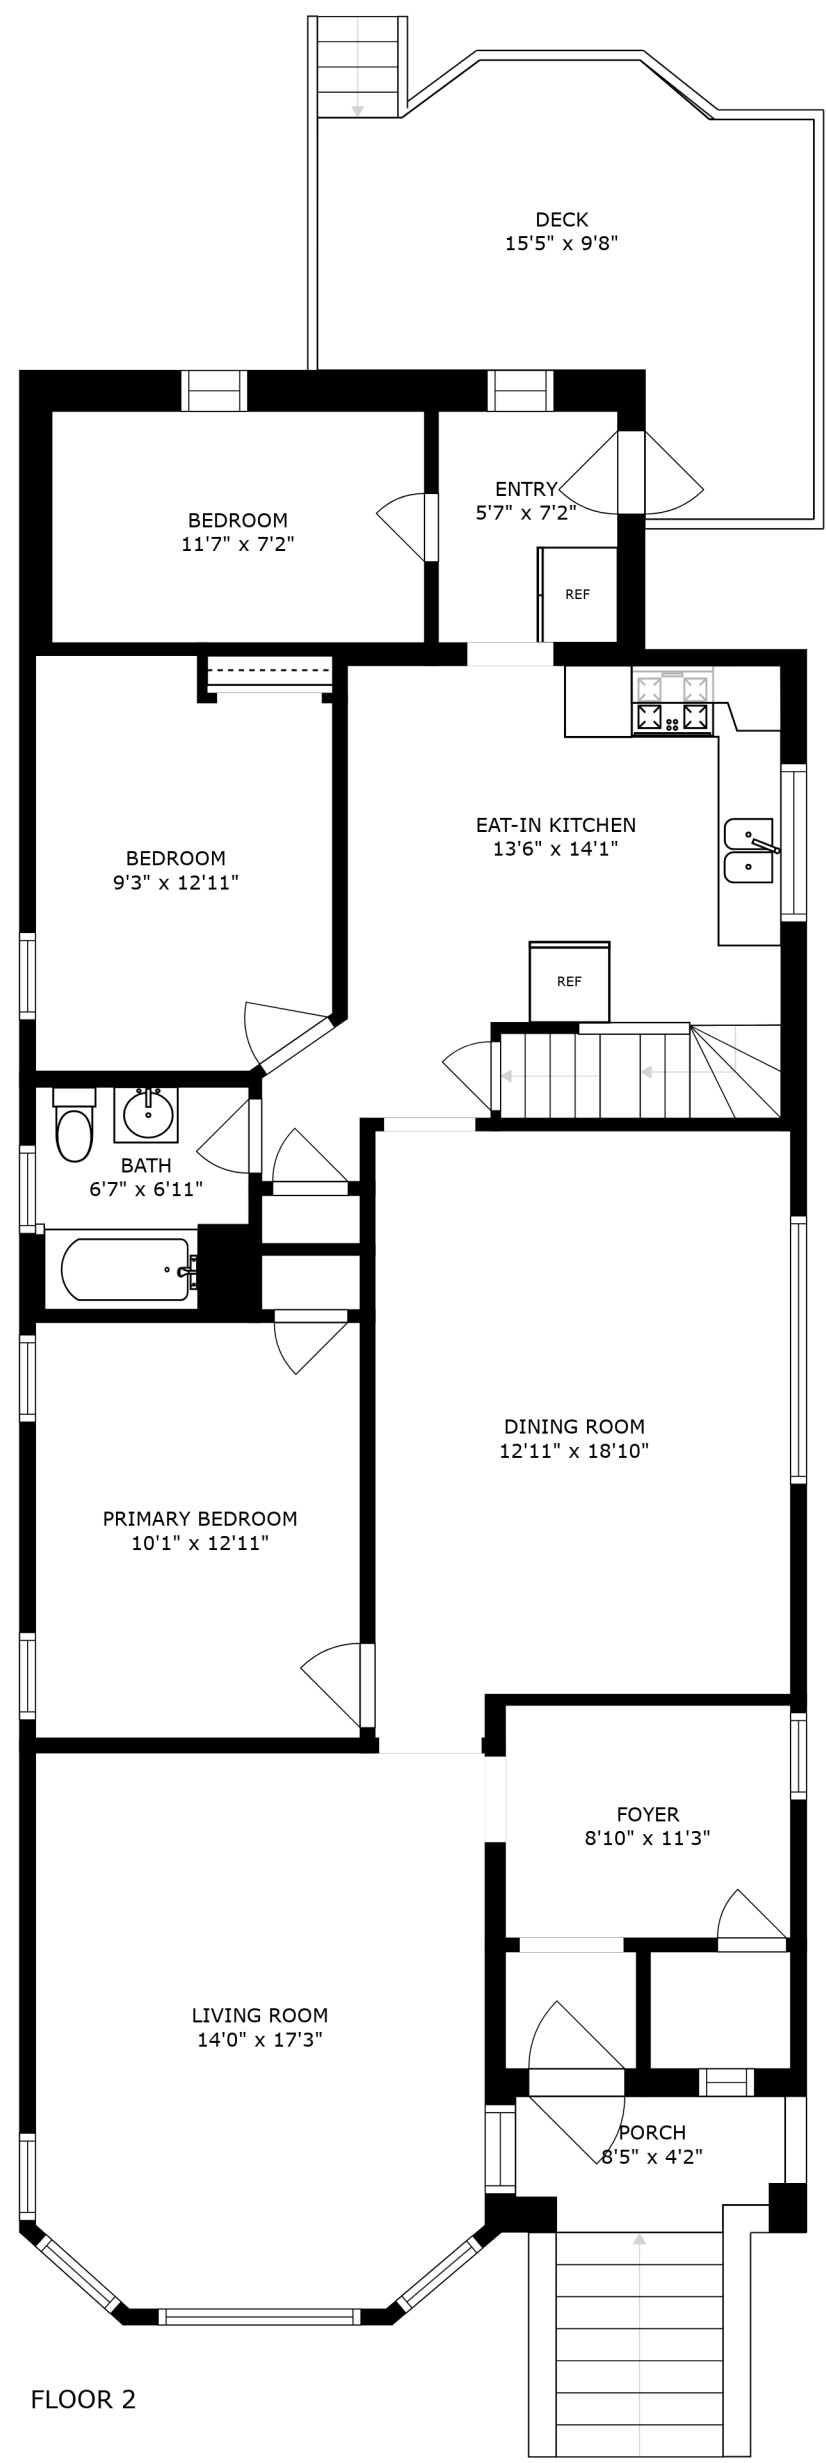 DECK
15'5" x 9'8"
ENTRY
5'7" x 7'2"
BEDROOM
11'7" x 7'2"
REF
EAT-IN KITCHEN
13'6" x 14'1"
BEDROOM
9'3" x 12'11"
REF
BATH
6'7" x 6'11"
DINING ROOM
12'11" x 18'10"
PRIMARY BEDROOM
10'1" x 12'11"
FOYER
8'10" x 11'3"
LIVING ROOM
14'0" x 17'3"
PORCH
8'5" x 4'2"
FLOOR 2